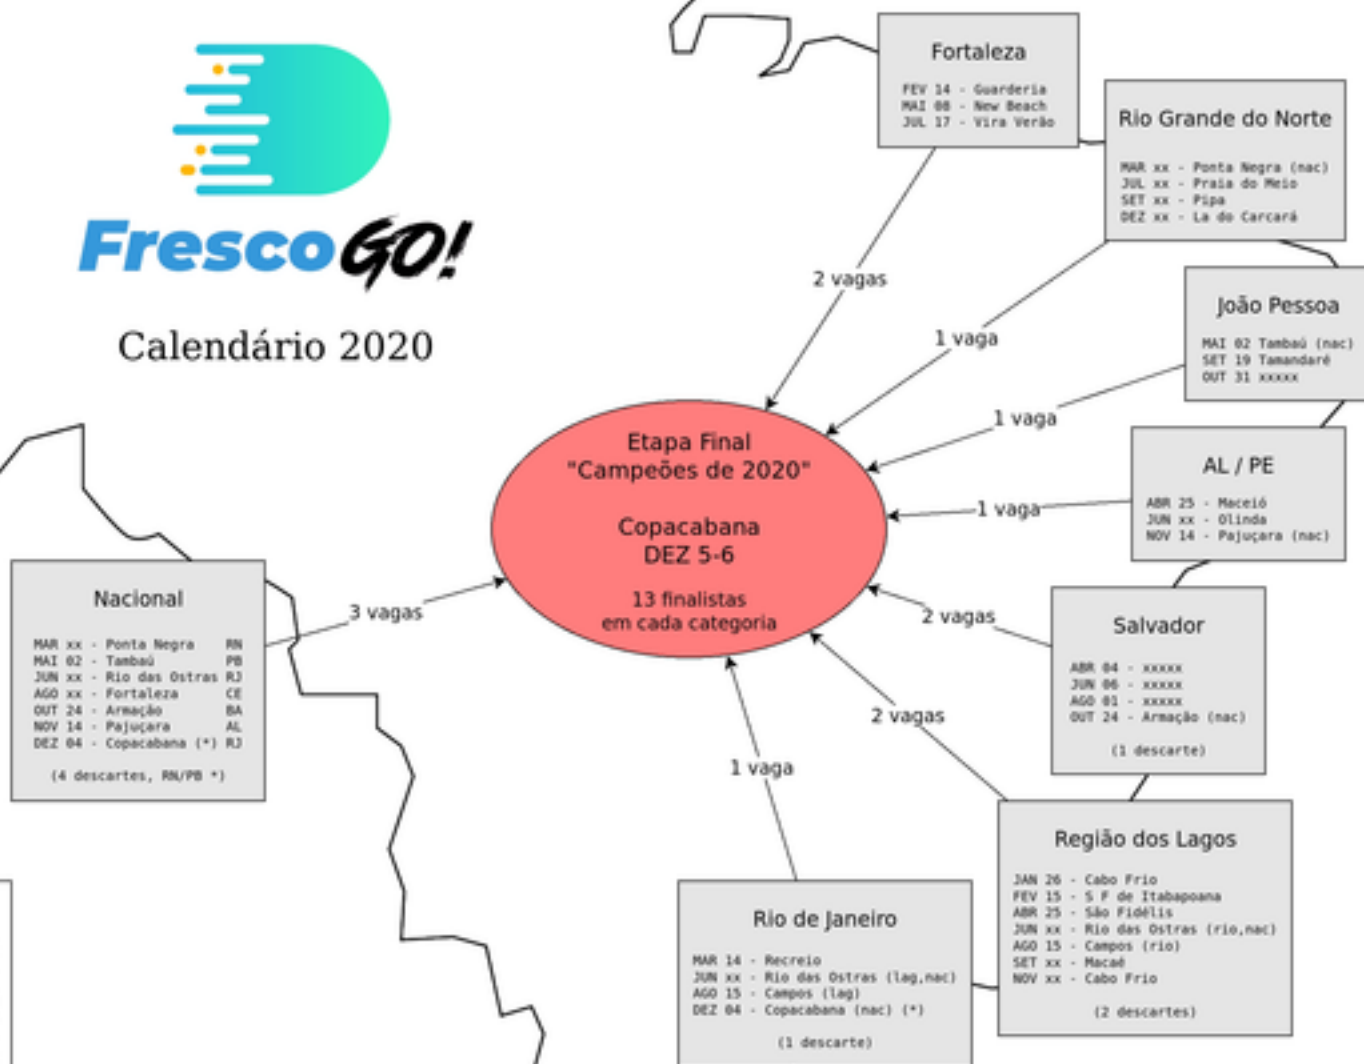 Fresco GO!
Calendário 2020
Fortaleza
FEV 14 - Guarderia
MAI 08 - New Beach
JUL 17 - Vira Verão
Rio Grande do Norte
MAR xx - Ponta Negra (nac)
JUL xx - Praia do Meio
SET xx - Pipa
DEZ xx - La do Carcará
João Pessoa
MAI 02 Tambaú (nac)
SET 19 Tamandaré
OUT 31 xxxxx
AL / PE
ABR 25 - Maceió
JUN xx - Olinda
NOV 14 - Pajuçara (nac)
Salvador
ABR 04 - xxxxx
JUN 06 - xxxxx
AGO 01 - xxxxx
OUT 24 - Armação (nac)
(1 descarte)
Região dos Lagos
JAN 26 - Cabo Frio
FEV 15 - S F de Itabapoana
ABR 25 - São Fidélis
JUN xx - Rio das Ostras (rio,nac)
AGO 15 - Campos (rio)
SET xx - Macaé
NOV xx - Cabo Frio
(2 descartes)
Rio de Janeiro
MAR 14 - Recreio
JUN xx - Rio das Ostras (lag,nac)
AGO 15 - Campos (lag)
DEZ 04 - Copacabana (nac) (*)
(1 descarte)
Nacional
MAR xx - Ponta Negra RN
MAI 02 - Tambaú PB
JUN xx - Rio das Ostras RJ
AGO xx - Fortaleza CE
OUT 24 - Armação BA
NOV 14 - Pajuçara AL
DEZ 04 - Copacabana (*) RJ
(4 descartes, RN/PB *)
2 vagas
1 vaga
1 vaga
1 vaga
2 vagas
2 vagas
1 vaga
3 vagas
Etapa Final
"Campeões de 2020"
Copacabana
DEZ 5-6
13 finalistas
em cada categoria